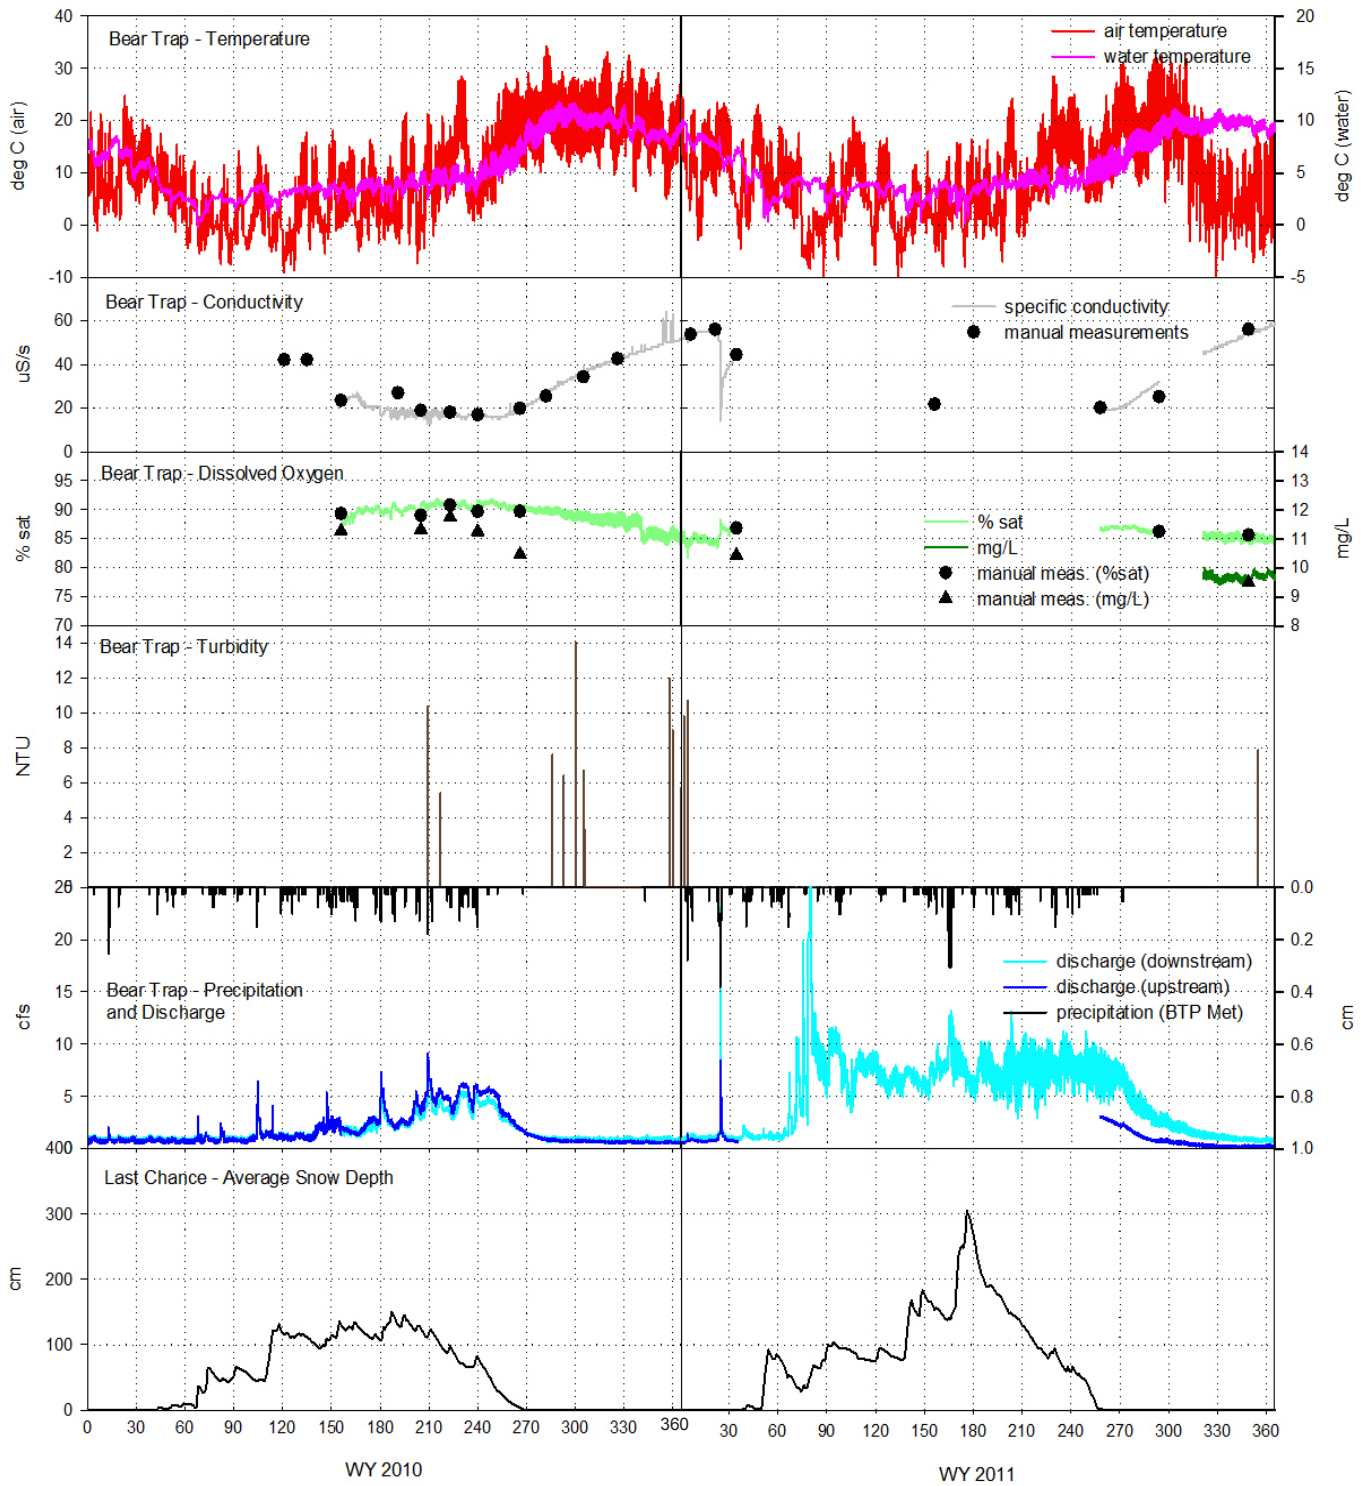 Bear Trap - Temperature
air temperature
water temperature
deg C (air)
deg C (water)
40
30
20
10
0
-10
20
15
10
5
0
-5
Bear Trap - Conductivity
specific conductivity
manual measurements
uS/s
60
40
20
0
Bear Trap - Dissolved Oxygen
% sat
mg/L
manual meas. (%sat)
manual meas. (mg/L)
% sat
mg/L
95
90
85
80
75
70
14
13
12
11
10
9
8
Bear Trap - Turbidity
NTU
14
12
10
8
6
4
2
Bear Trap - Precipitation
and Discharge
discharge (downstream)
discharge (upstream)
precipitation (BTP Met)
cfs
cm
20
15
10
5
0.0
0.2
0.4
0.6
0.8
1.0
Last Chance - Average Snow Depth
cm
400
300
200
100
0
0 30 60 90 120 150 180 210 240 270 300 330 360
30 60 90 120 150 180 210 240 270 300 330 360
WY 2010
WY 2011